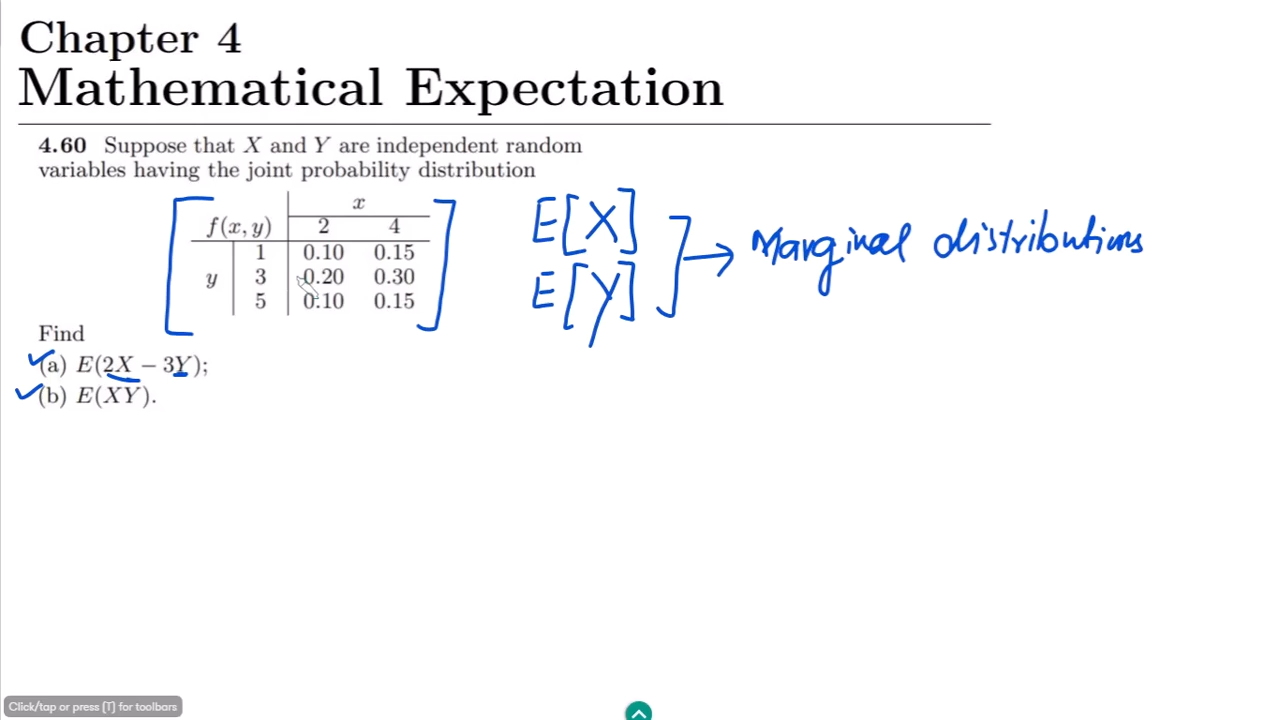 Chapter 4
Mathematical Expectation
4.60 Suppose that X and Y are independent random
variables having the joint probability distribution
x
f(x, y) 2 4
1 0.10 0.15
y 3 0.20 0.30
5 0.10 0.15
E[X]
E[Y]
→ Marginal distributions
Find
(a) E(2X − 3Y);
(b) E(XY).
Click/tap or press [T] for toolbars